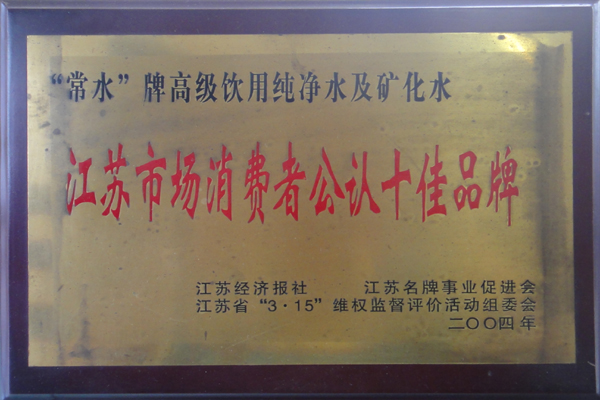 “常水”牌高级饮用纯净水及矿化水
江苏市场消费者公认十佳品牌
江苏经济报社 江苏名牌事业促进会
江苏省“3·15”维权监督评价活动组委会
二〇〇四年